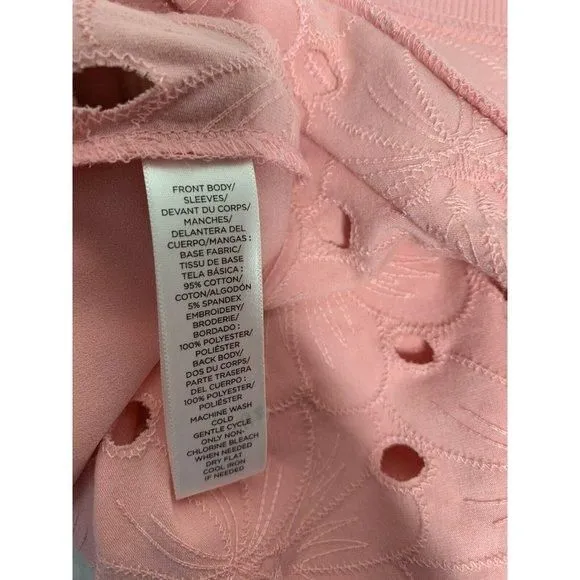 FRONT BODY/
SLEEVES/
DEVANT DU CORPS/
MANCHES/
DELANTERA DEL
CUERPO/MANGAS :
BASE FABRIC/
TISSU DE BASE
TELA BÁSICA :
95% COTTON/
COTON/ALGODÓN
5% SPANDEX
EMBROIDERY/
BRODERIE/
BORDADO :
100% POLYESTER/
POLIÉSTER
BACK BODY/
DOS DU CORPS/
PARTE TRASERA
DEL CUERPO :
100% POLYESTER/
POLIÉSTER
MACHINE WASH
COLD
GENTLE CYCLE
ONLY NON-
CHLORINE BLEACH
WHEN NEEDED
DRY FLAT
COOL IRON
IF NEEDED